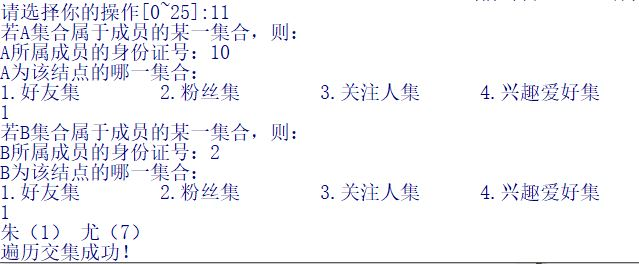 请选择你的操作[0~25]:11
若A集合属于成员的某一集合，则：
A所属成员的身份证号：10
A为该结点的哪一集合：
1.好友集 2.粉丝集 3.关注人集 4.兴趣爱好集
1
若B集合属于成员的某一集合，则：
B所属成员的身份证号：2
B为该结点的哪一集合：
1.好友集 2.粉丝集 3.关注人集 4.兴趣爱好集
1
朱（1） 尤（7）
遍历交集成功！